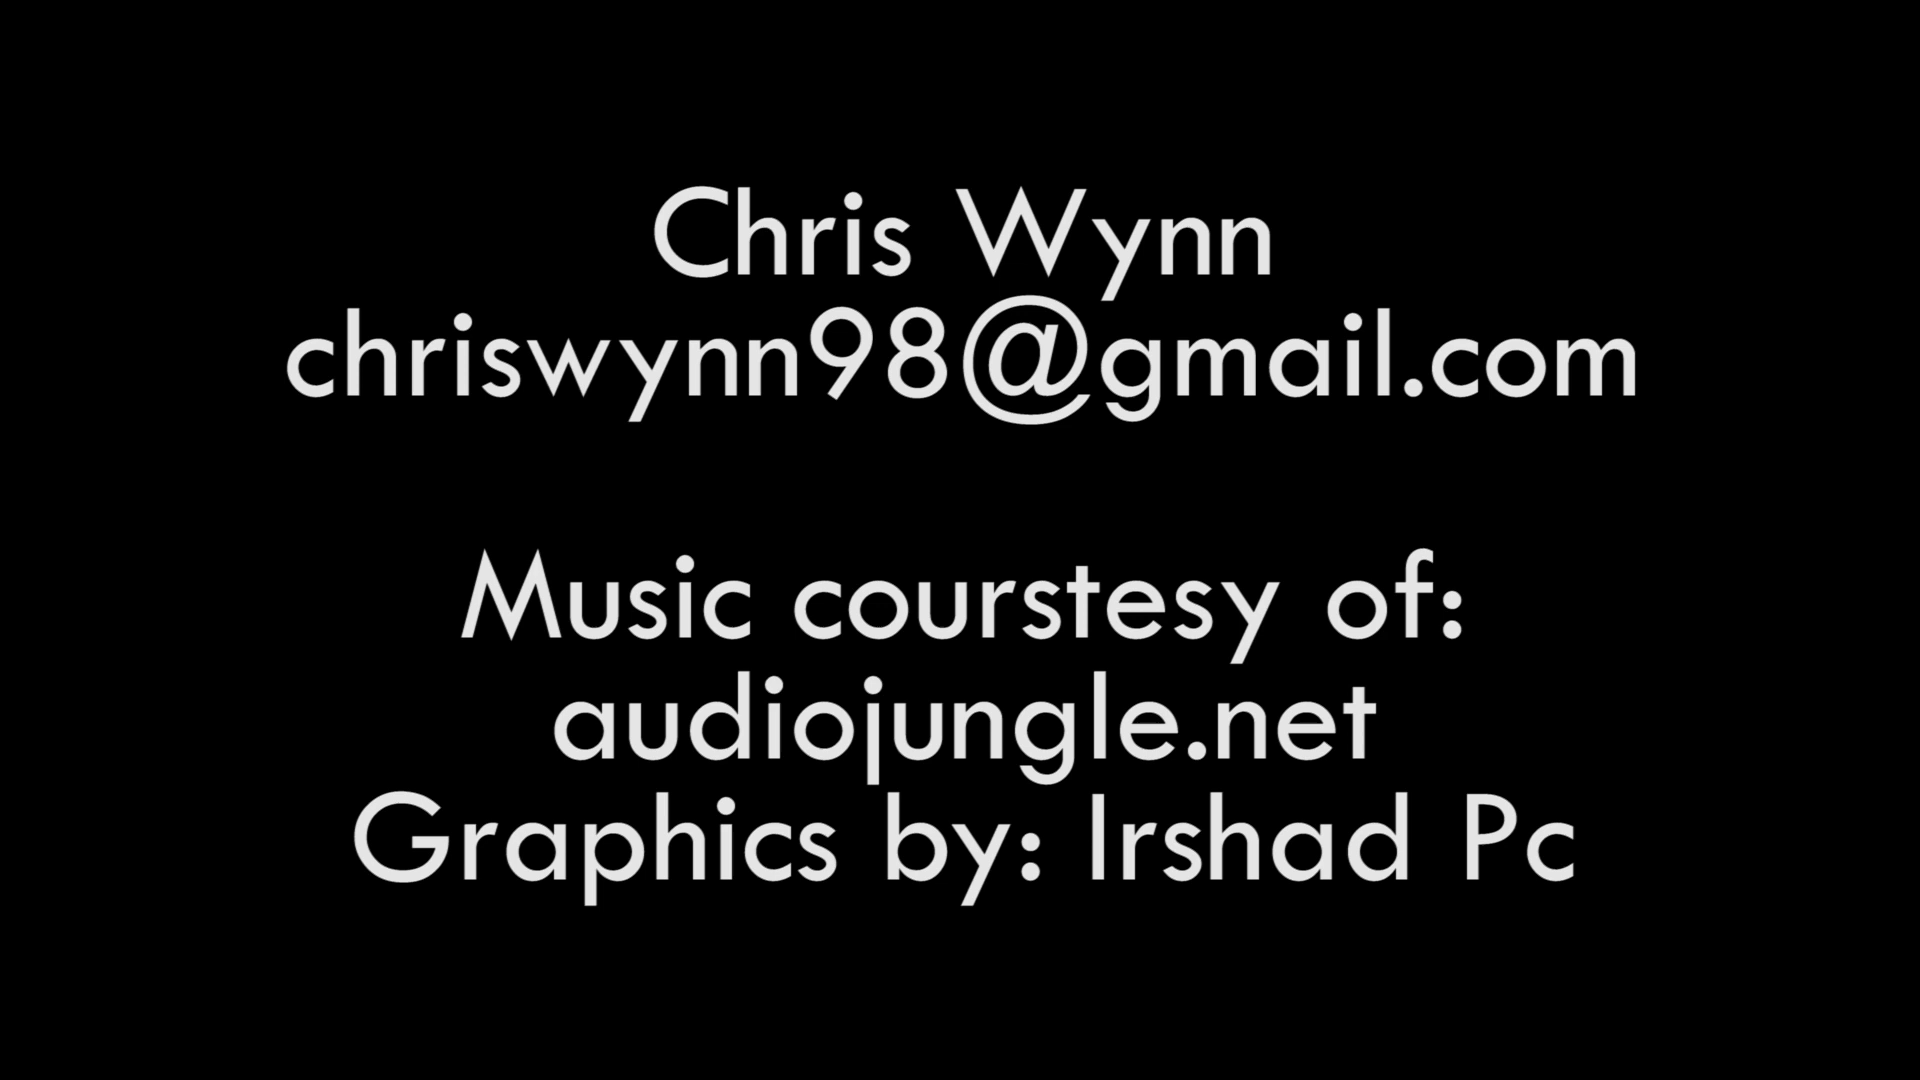 Chris Wynn
chriswynn98@gmail.com
Music courstesy of:
audiojungle.net
Graphics by: Irshad Pc